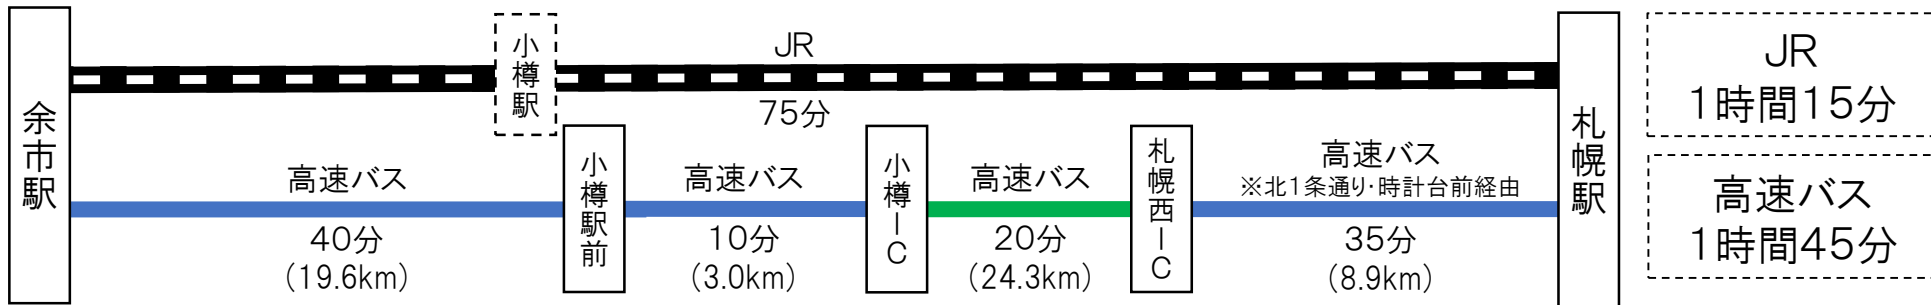 余市駅
小樽駅
JR
75分
高速バス
40分
(19.6km)
小樽駅前
高速バス
10分
(3.0km)
小樽IC
高速バス
20分
(24.3km)
札幌西IC
高速バス
※北1条通り・時計台前経由
35分
(8.9km)
札幌駅
JR
1時間15分
高速バス
1時間45分